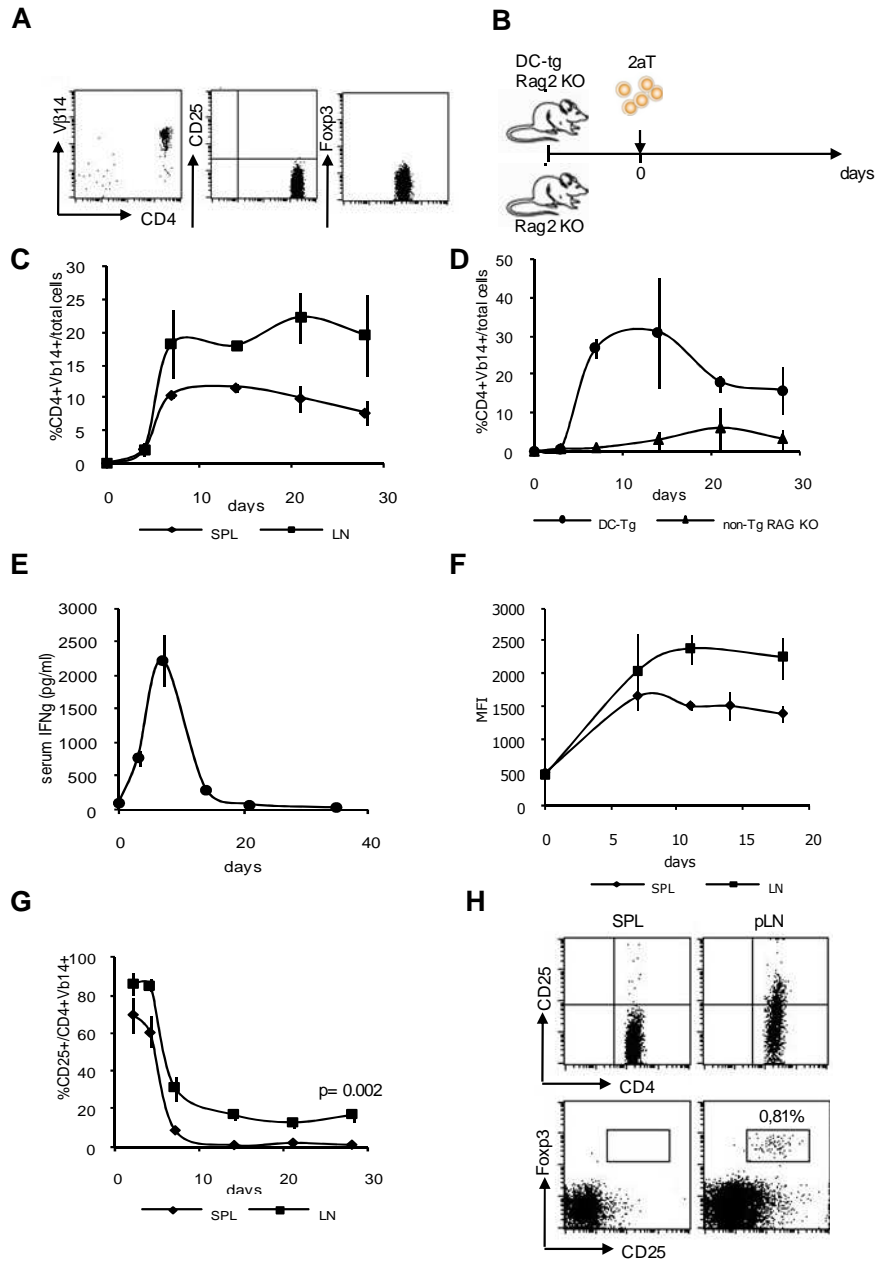 A
Vβ14
CD25
Foxp3
CD4
B
DC-tg
Rag2 KO
2aT
0
days
Rag2 KO
C
%CD4+Vb14+/total cells
30
25
20
15
10
5
0
0 10 20 30
days
SPL LN
D
%CD4+Vb14+/total cells
50
40
30
20
10
0
0 10 20 30
days
DC-Tg non-Tg RAG KO
E
serum IFNg (pg/ml)
3000
2500
2000
1500
1000
500
0
0 20 40
days
F
MFI
3000
2500
2000
1500
1000
500
0
0 5 10 15 20
days
SPL LN
G
%CD25+/CD4+Vb14+
100
80
60
40
20
0
p= 0.002
0 10 20 30
days
SPL LN
H
SPL pLN
CD25
CD4
0,81%
Foxp3
CD25